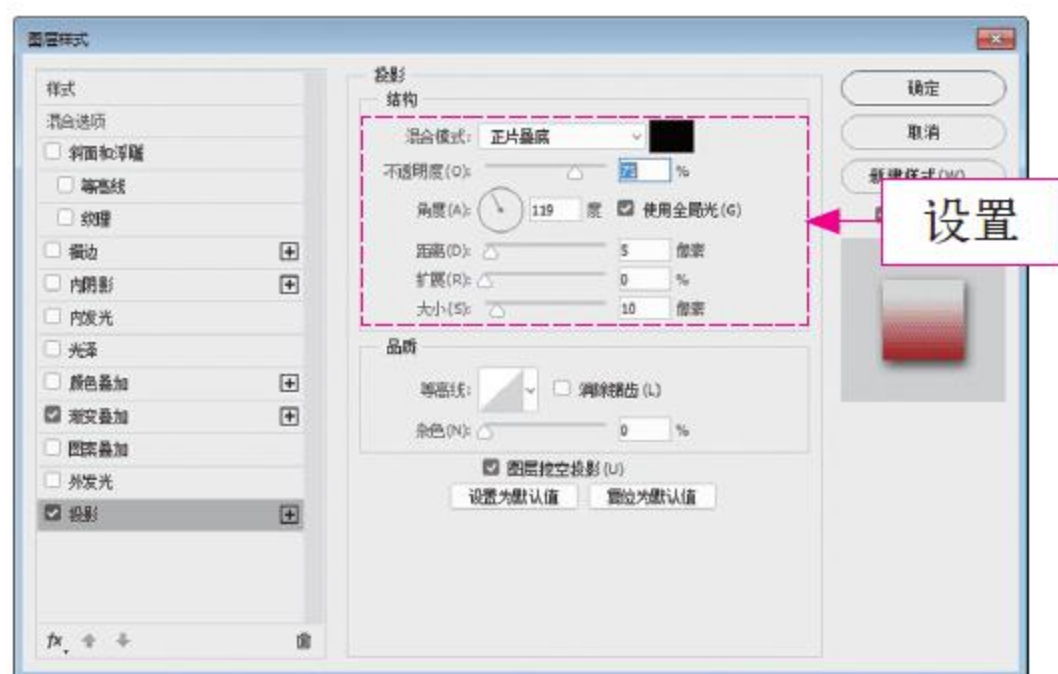 图层样式
样式
混合选项
斜面和浮雕
等高线
纹理
描边
内阴影
内发光
光泽
颜色叠加
渐变叠加
图案叠加
外发光
投影
fx
投影
结构
混合模式: 正片叠底
不透明度(O): 75 %
角度(A): 119 度 使用全局光(G)
距离(D): 5 像素
扩展(R): 0 %
大小(S): 10 像素
品质
等高线: 消除锯齿(L)
杂色(N): 0 %
图层挖空投影(U)
设置为默认值 复位为默认值
确定
取消
新建样式(W)
设置